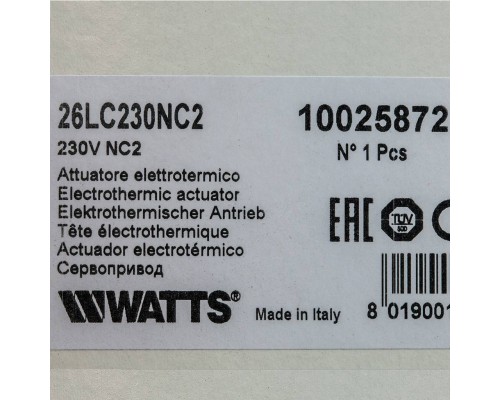 26LC230NC2
10025872
230V NC2
N° 1 Pcs
Attuatore elettrotermico
Electrothermic actuator
Elektrothermischer Antrieb
Tête électrothermique
Actuador electrotérmico
Сервопривод
EAC
TÜV
WATTS®
Made in Italy
8 019001